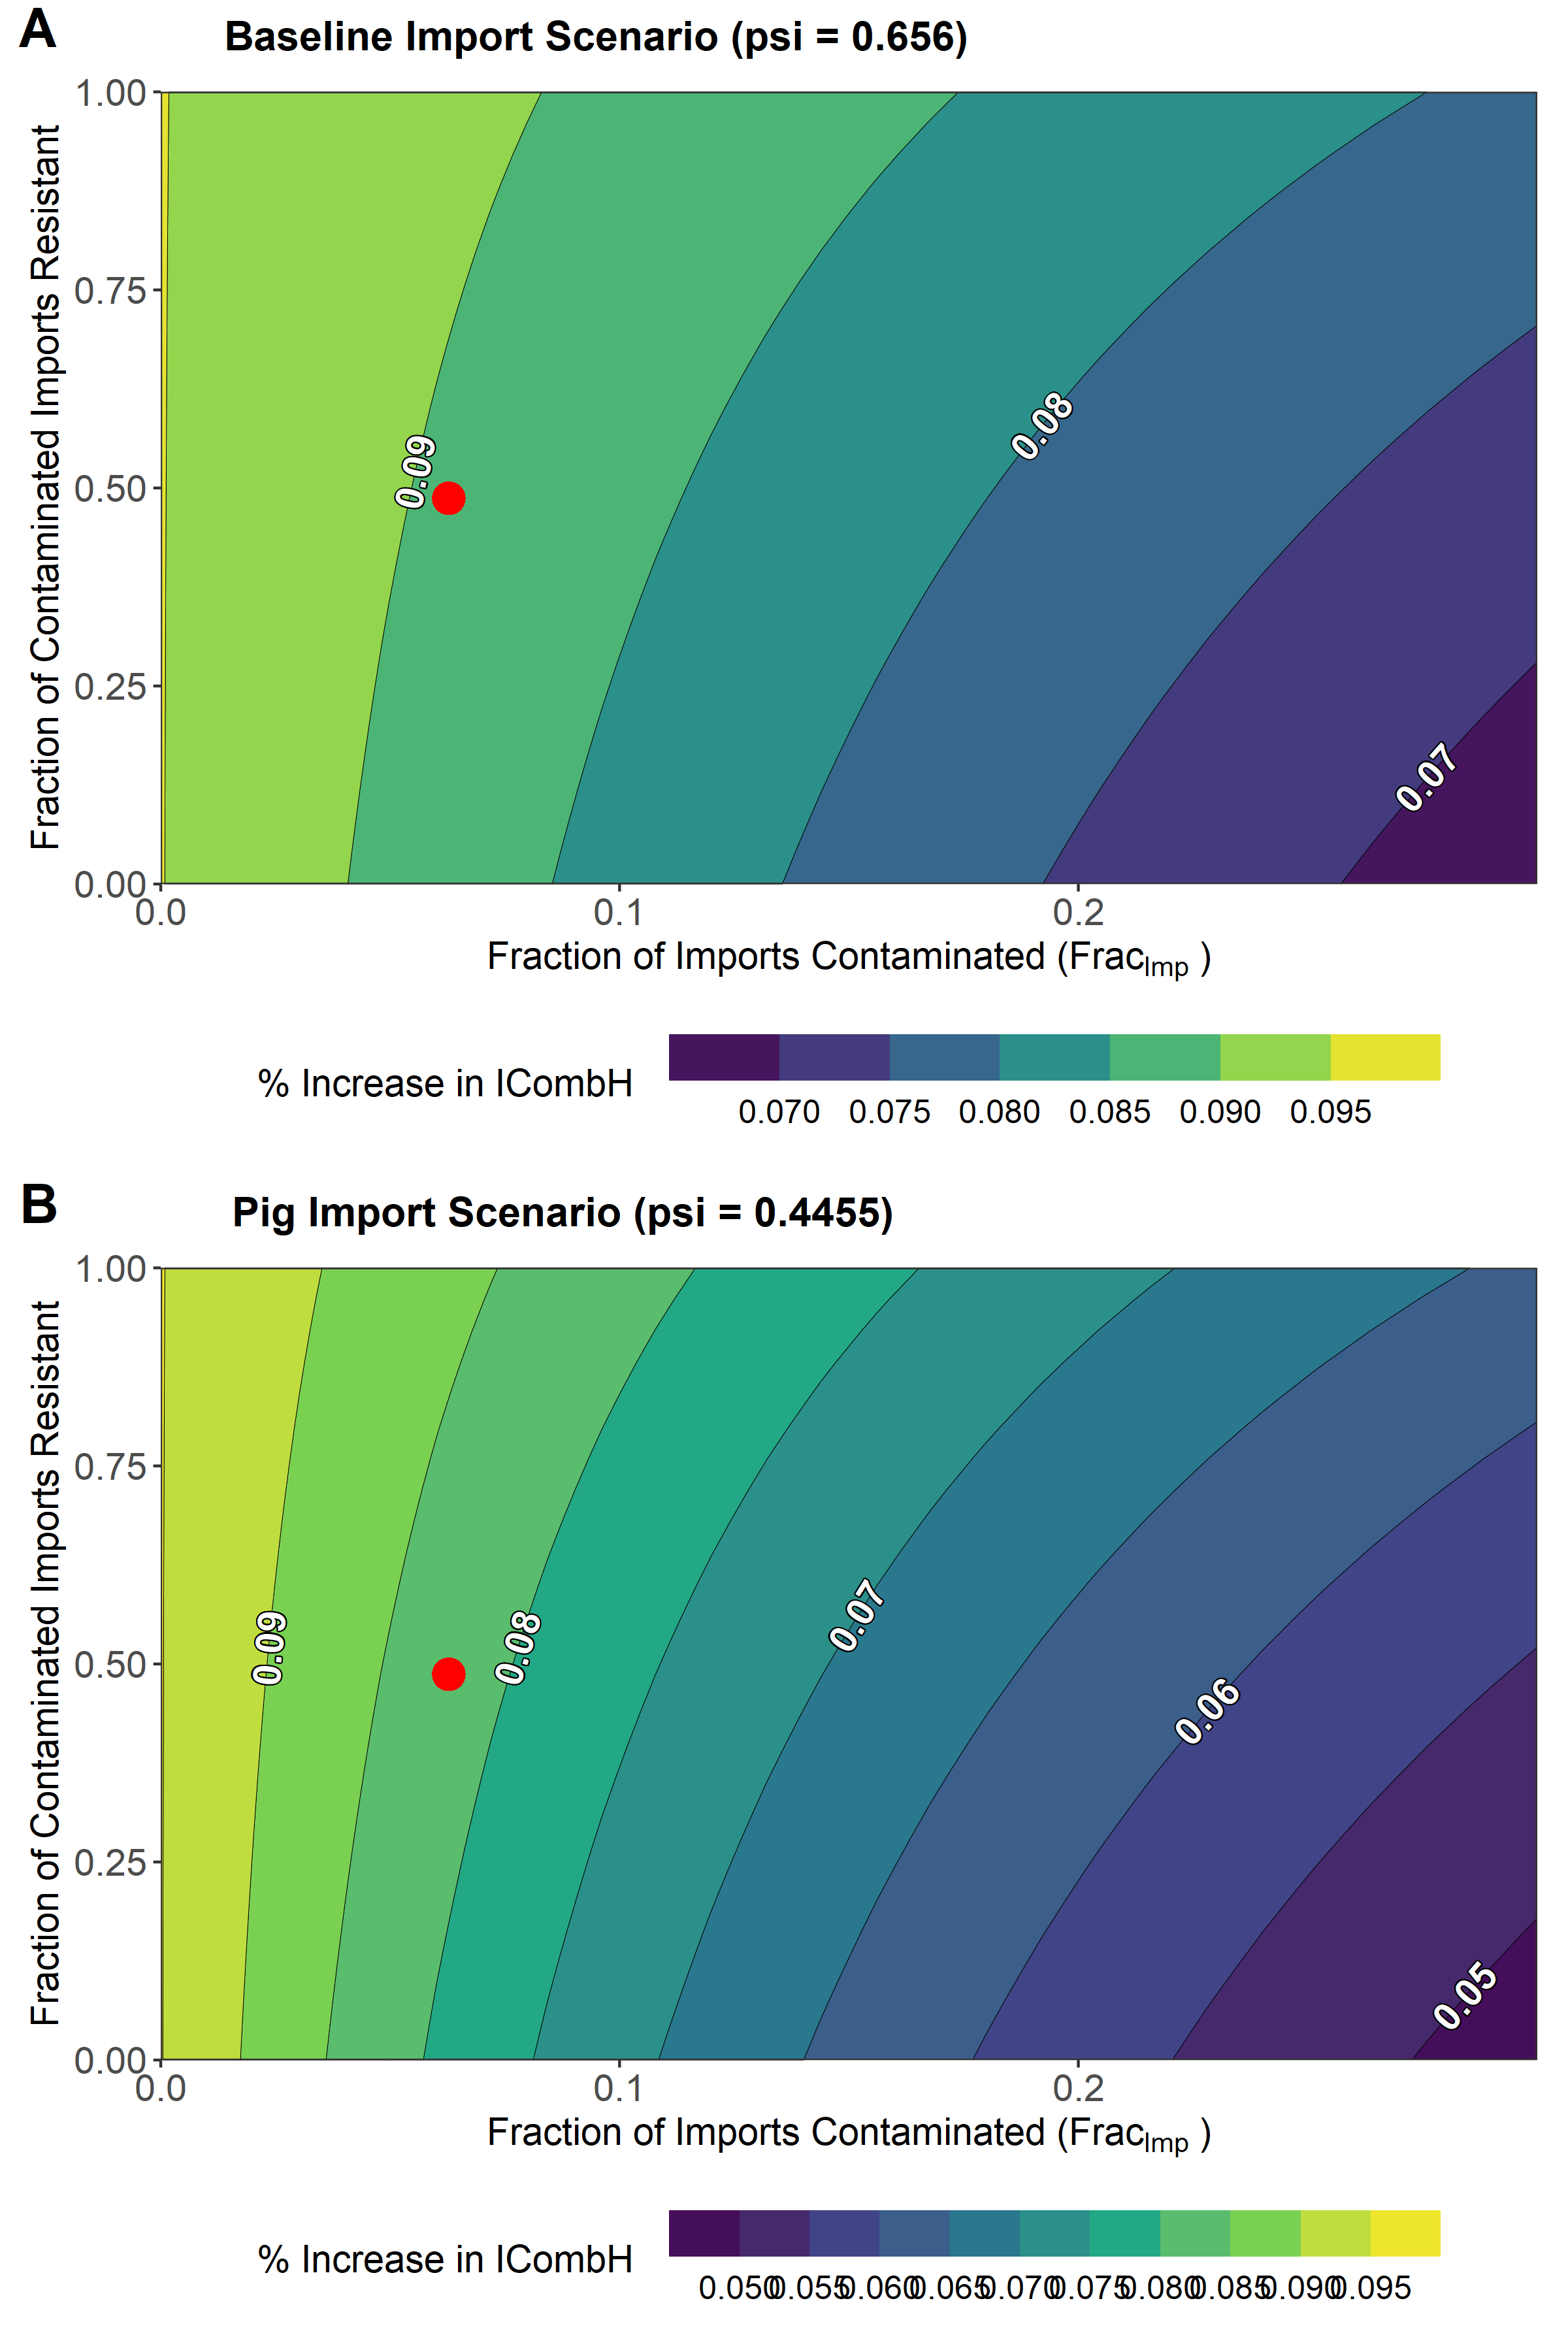 A
Baseline Import Scenario (psi = 0.656)
Fraction of Contaminated Imports Resistant
1.00
0.75
0.50
0.25
0.00
0.09
0.08
0.07
0.0 0.1 0.2
Fraction of Imports Contaminated (FracImp )
% Increase in ICombH
0.070 0.075 0.080 0.085 0.090 0.095
B
Pig Import Scenario (psi = 0.4455)
Fraction of Contaminated Imports Resistant
1.00
0.75
0.50
0.25
0.00
0.09
0.08
0.07
0.06
0.05
0.0 0.1 0.2
Fraction of Imports Contaminated (FracImp )
% Increase in ICombH
0.050 0.055 0.060 0.065 0.070 0.075 0.080 0.085 0.090 0.095